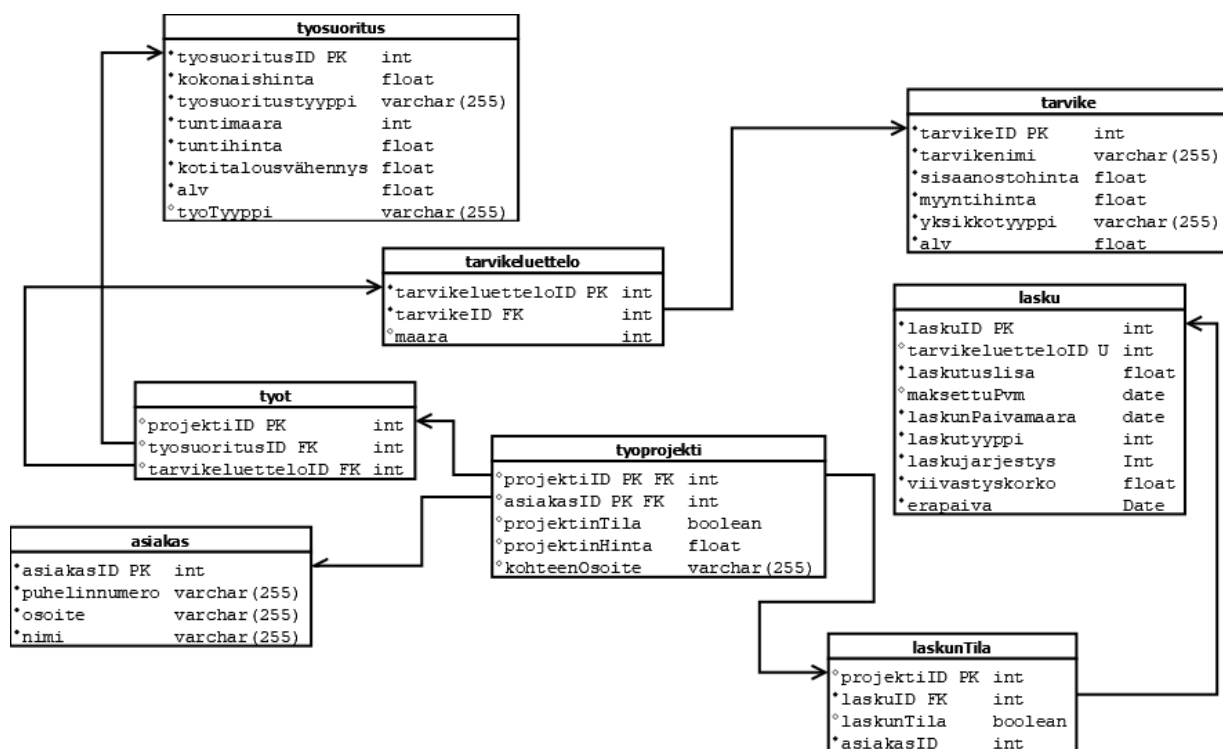 tyosuoritus
tyosuoritusID PK int
kokonaishinta float
tyosuoritustyyppi varchar(255)
tuntimaara int
tuntihinta float
kotitalousvähennys float
alv float
tyoTyyppi varchar(255)
tarvike
tarvikeID PK int
tarvikenimi varchar(255)
sisaanostohinta float
myyntihinta float
yksikkotyyppi varchar(255)
alv float
tarvikeluettelo
tarvikeluetteloID PK int
tarvikeID FK int
maara int
lasku
laskuID PK int
tarvikeluetteloID U int
laskutuslisa float
maksettuPvm date
laskunPaivamaara date
laskutyyppi int
laskujarjestys Int
viivastyskorko float
erapaiva Date
tyot
projektiID PK int
tyosuoritusID FK int
tarvikeluetteloID FK int
tyoprojekti
projektiID PK FK int
asiakasID PK FK int
projektinTila boolean
projektinHinta float
kohteenOsoite varchar(255)
asiakas
asiakasID PK int
puhelinnumero varchar(255)
osoite varchar(255)
nimi varchar(255)
laskunTila
projektiID PK int
laskuID FK int
laskunTila boolean
asiakasID int